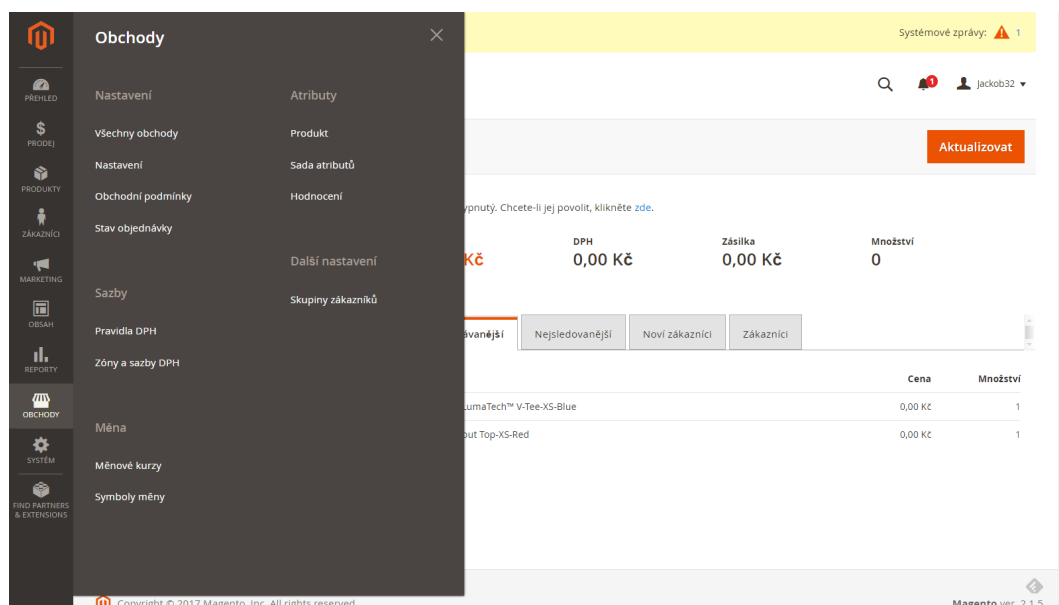 PŘEHLED
PRODEJ
PRODUKTY
ZÁKAZNÍCI
MARKETING
OBSAH
REPORTY
OBCHODY
SYSTÉM
FIND PARTNERS
& EXTENSIONS
Obchody
Nastavení
Všechny obchody
Nastavení
Obchodní podmínky
Stav objednávky
Sazby
Pravidla DPH
Zóny a sazby DPH
Měna
Měnové kurzy
Symboly měny
Atributy
Produkt
Sada atributů
Hodnocení
Další nastavení
Skupiny zákazníků
Systémové zprávy: 1
1
jackob32
Aktualizovat
ypnutý. Chcete-li jej povolit, klikněte zde.
DPH Zásilka Množství
Kč 0,00 Kč 0,00 Kč 0
ávanější Nejsledovanější Noví zákazníci Zákazníci
Cena Množství
LumaTech™ V-Tee-XS-Blue 0,00 Kč 1
out Top-XS-Red 0,00 Kč 1
Copyright © 2017 Magento, Inc. All rights reserved.
Magento ver. 2.1.5